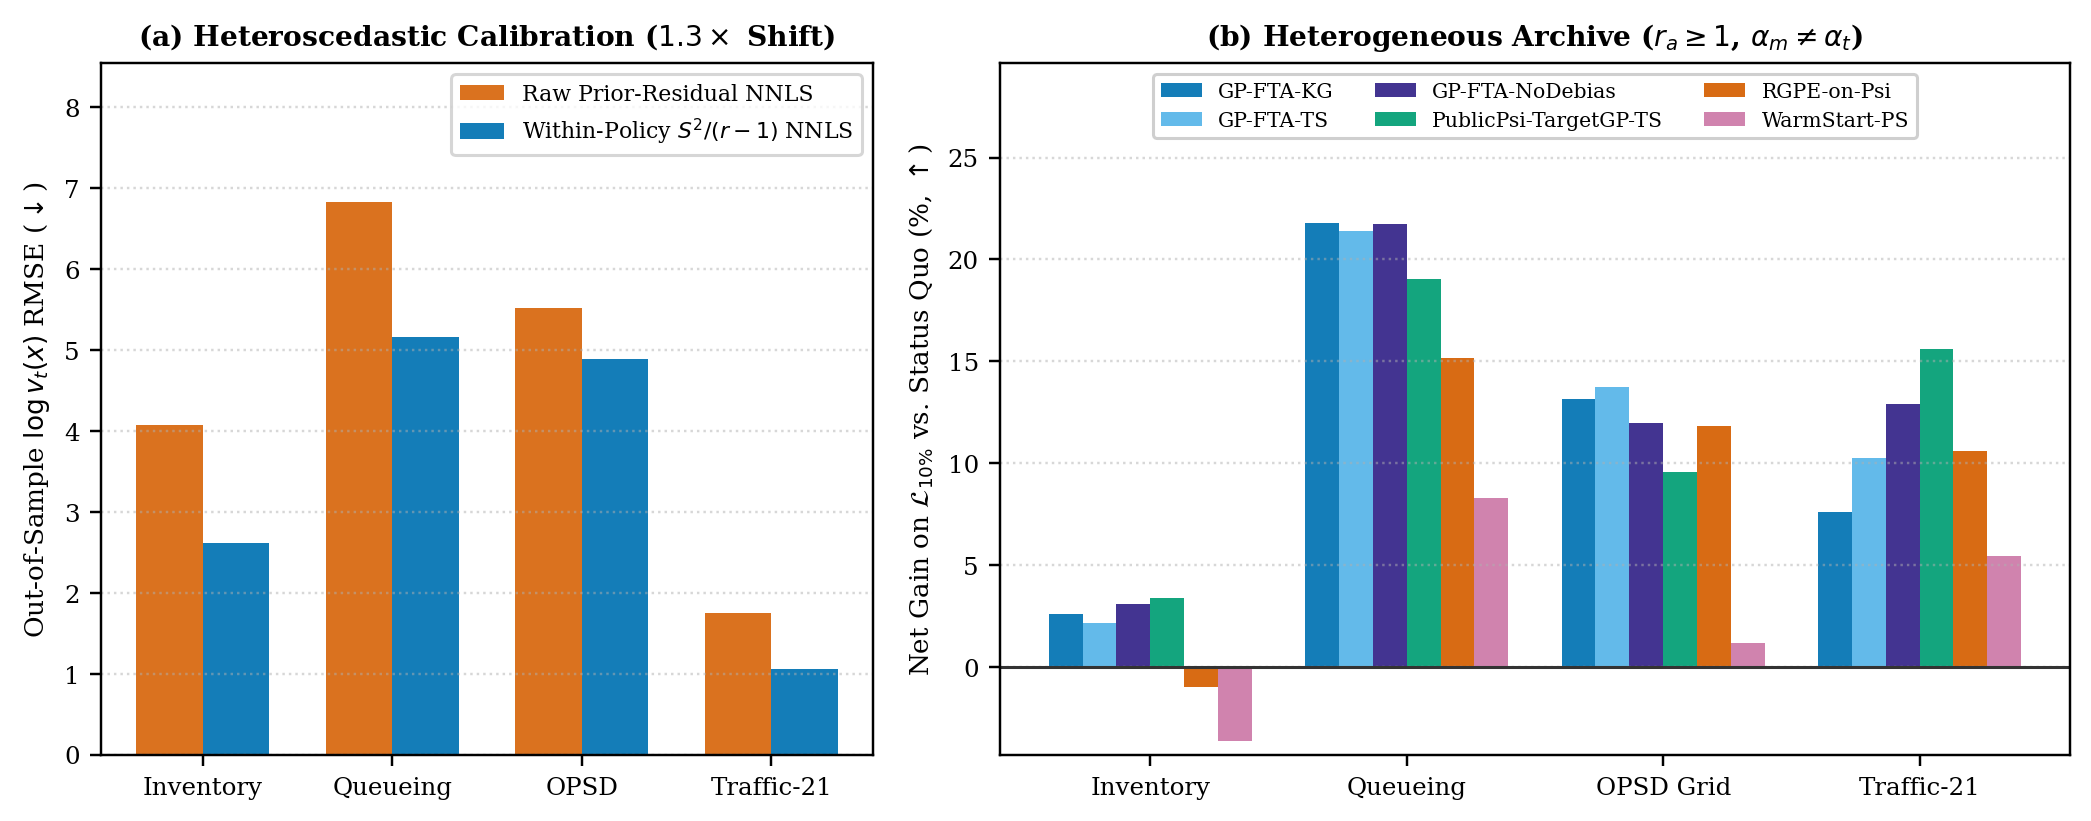 (a) Heteroscedastic Calibration (1.3× Shift)
Out-of-Sample log v_t(x) RMSE (↓)
8
7
6
5
4
3
2
1
0
Raw Prior-Residual NNLS
Within-Policy S²/(r − 1) NNLS
Inventory Queueing OPSD Traffic-21
(b) Heterogeneous Archive (r_a ≥ 1, α_m ≠ α_t)
Net Gain on ℒ_10% vs. Status Quo (%, ↑)
25
20
15
10
5
0
GP-FTA-KG GP-FTA-NoDebias RGPE-on-Psi
GP-FTA-TS PublicPsi-TargetGP-TS WarmStart-PS
Inventory Queueing OPSD Grid Traffic-21